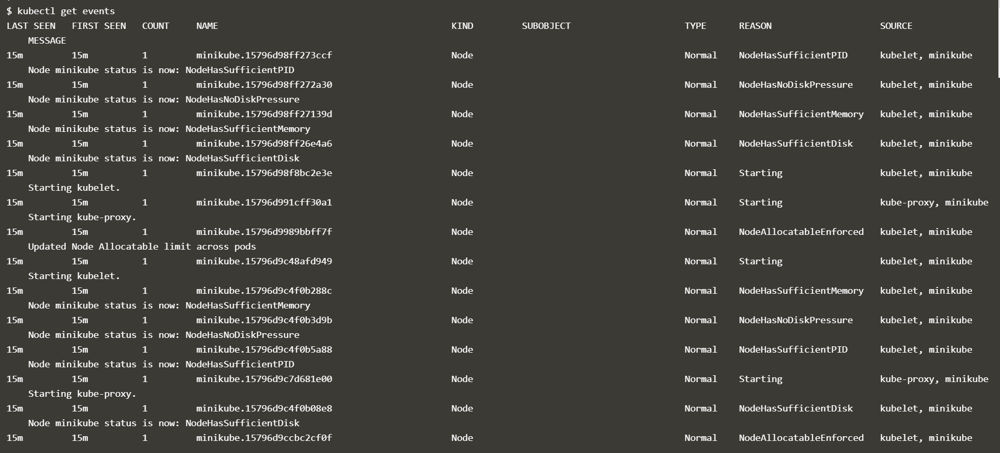 $ kubectl get events
LAST SEEN   FIRST SEEN   COUNT     NAME                                           KIND         SUBOBJECT                     TYPE      REASON                    SOURCE
    MESSAGE
15m         15m          1         minikube.15796d98ff273ccf                      Node                                       Normal    NodeHasSufficientPID      kubelet, minikube
    Node minikube status is now: NodeHasSufficientPID
15m         15m          1         minikube.15796d98ff272a30                      Node                                       Normal    NodeHasNoDiskPressure     kubelet, minikube
    Node minikube status is now: NodeHasNoDiskPressure
15m         15m          1         minikube.15796d98ff27139d                      Node                                       Normal    NodeHasSufficientMemory   kubelet, minikube
    Node minikube status is now: NodeHasSufficientMemory
15m         15m          1         minikube.15796d98ff26e4a6                      Node                                       Normal    NodeHasSufficientDisk     kubelet, minikube
    Node minikube status is now: NodeHasSufficientDisk
15m         15m          1         minikube.15796d98f8bc2e3e                      Node                                       Normal    Starting                  kubelet, minikube
    Starting kubelet.
15m         15m          1         minikube.15796d991cff30a1                      Node                                       Normal    Starting                  kube-proxy, minikube
    Starting kube-proxy.
15m         15m          1         minikube.15796d9989bbff7f                      Node                                       Normal    NodeAllocatableEnforced   kubelet, minikube
    Updated Node Allocatable limit across pods
15m         15m          1         minikube.15796d9c48afd949                      Node                                       Normal    Starting                  kubelet, minikube
    Starting kubelet.
15m         15m          1         minikube.15796d9c4f0b288c                      Node                                       Normal    NodeHasSufficientMemory   kubelet, minikube
    Node minikube status is now: NodeHasSufficientMemory
15m         15m          1         minikube.15796d9c4f0b3d9b                      Node                                       Normal    NodeHasNoDiskPressure     kubelet, minikube
    Node minikube status is now: NodeHasNoDiskPressure
15m         15m          1         minikube.15796d9c4f0b5a88                      Node                                       Normal    NodeHasSufficientPID      kubelet, minikube
    Node minikube status is now: NodeHasSufficientPID
15m         15m          1         minikube.15796d9c7d681e00                      Node                                       Normal    Starting                  kube-proxy, minikube
    Starting kube-proxy.
15m         15m          1         minikube.15796d9c4f0b08e8                      Node                                       Normal    NodeHasSufficientDisk     kubelet, minikube
    Node minikube status is now: NodeHasSufficientDisk
15m         15m          1         minikube.15796d9ccbc2cf0f                      Node                                       Normal    NodeAllocatableEnforced   kubelet, minikube